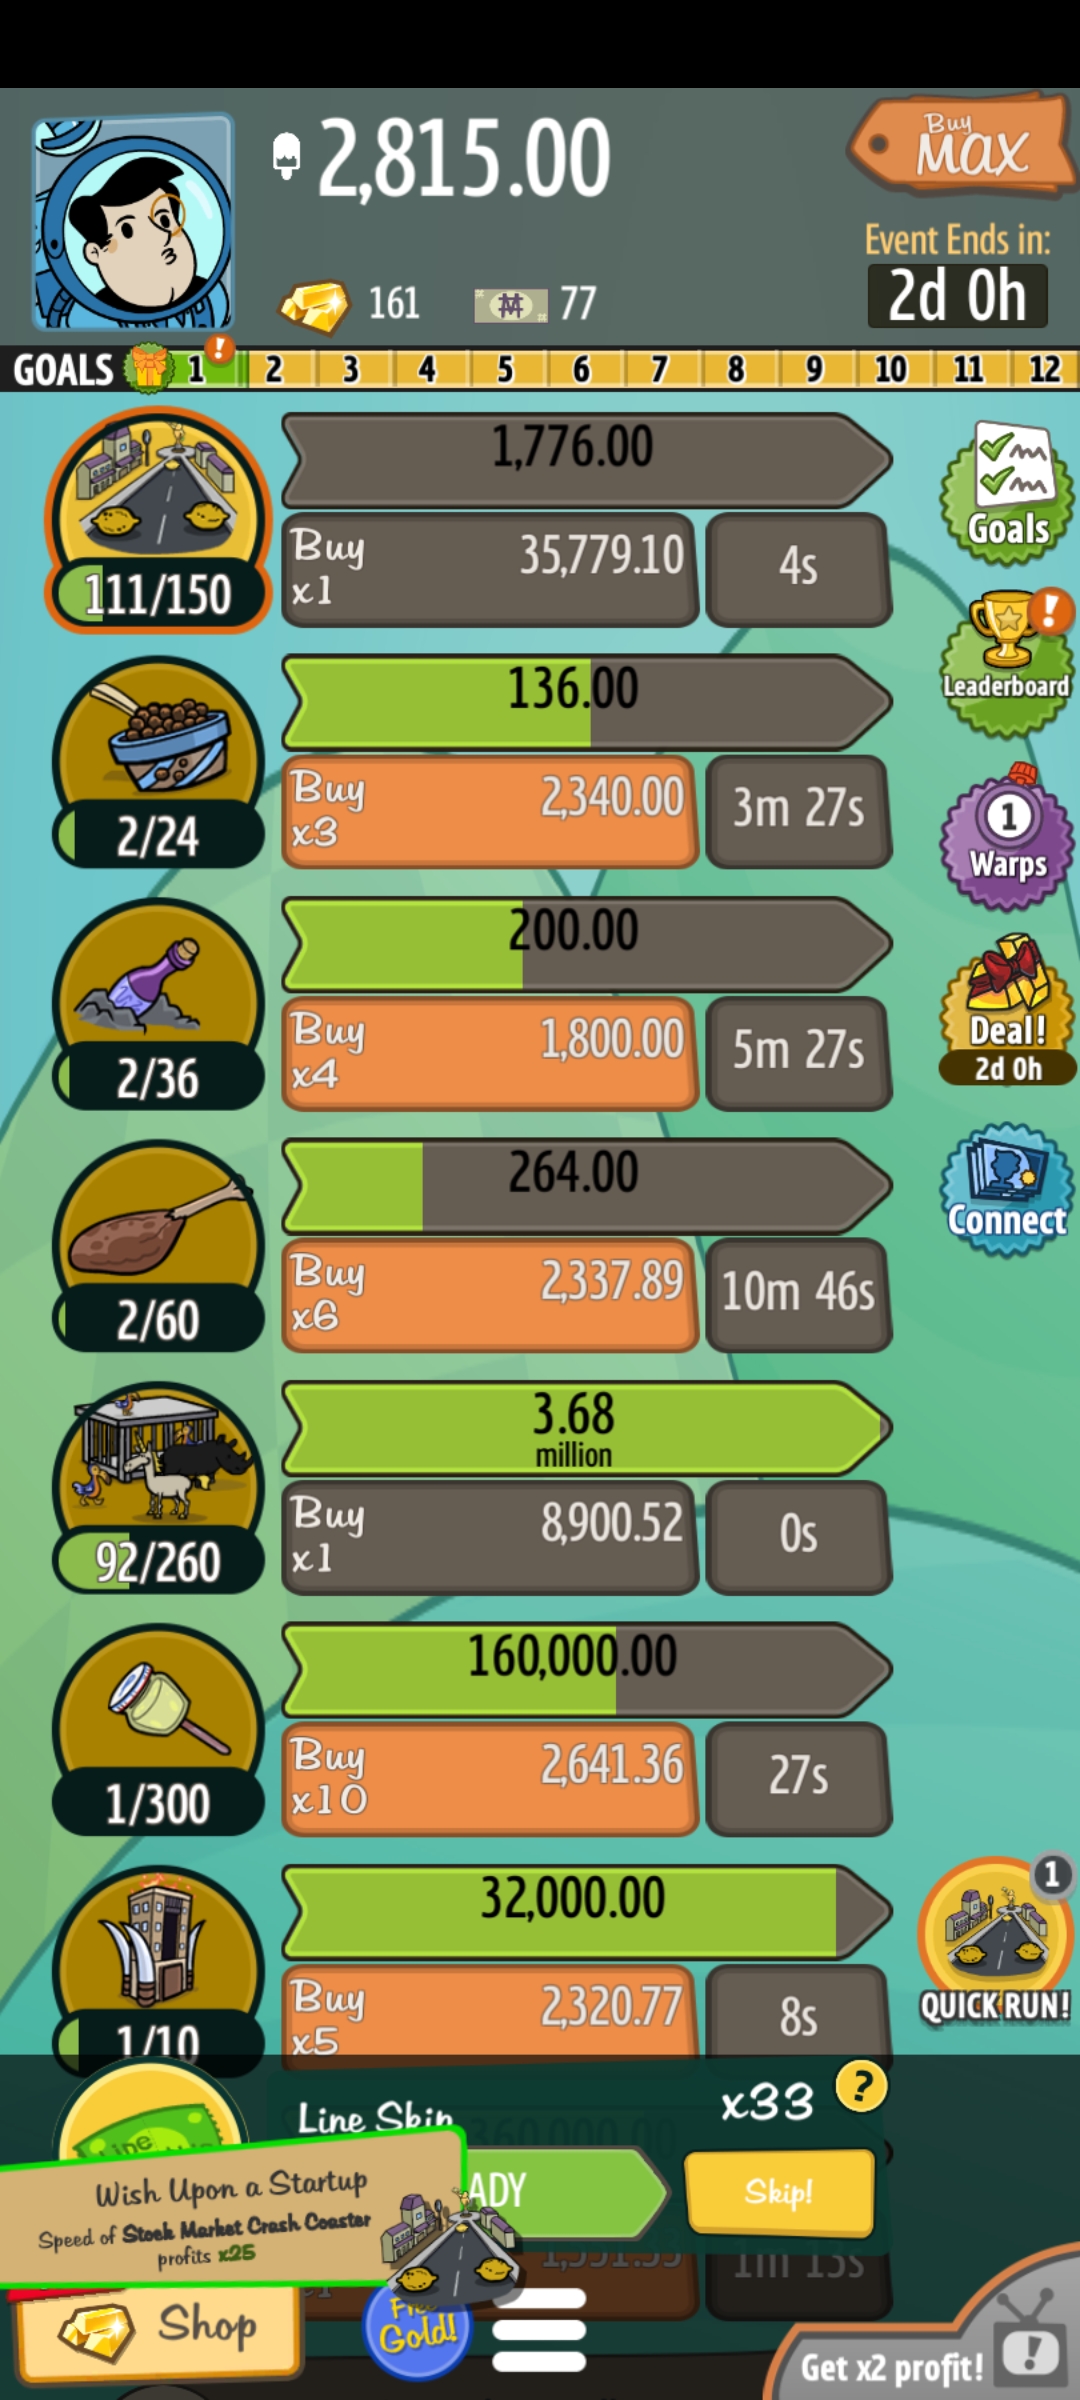 2,815.00
Buy
MAX
Event Ends in:
2d 0h
161
77
GOALS 1 ! 2 3 4 5 6 7 8 9 10 11 12
1,776.00
Buy
x1
35,779.10
4s
111/150
Goals
136.00
Buy
x3
2,340.00
3m 27s
2/24
!
Leaderboard
200.00
Buy
x4
1,800.00
5m 27s
2/36
1
Warps
264.00
Buy
x6
2,337.89
10m 46s
2/60
Deal!
2d 0h
Connect
3.68
million
Buy
x1
8,900.52
0s
92/260
160,000.00
Buy
x10
2,641.36
27s
1/300
32,000.00
Buy
x5
2,320.77
8s
1/10
1
QUICK RUN!
Line Skip
x33
?
360,000.00
ADY
Skip!
Wish Upon a Startup
Speed of Stock Market Crash Coaster
profits x25
1m 13s
Shop
Free
Gold!
Get x2 profit!
!